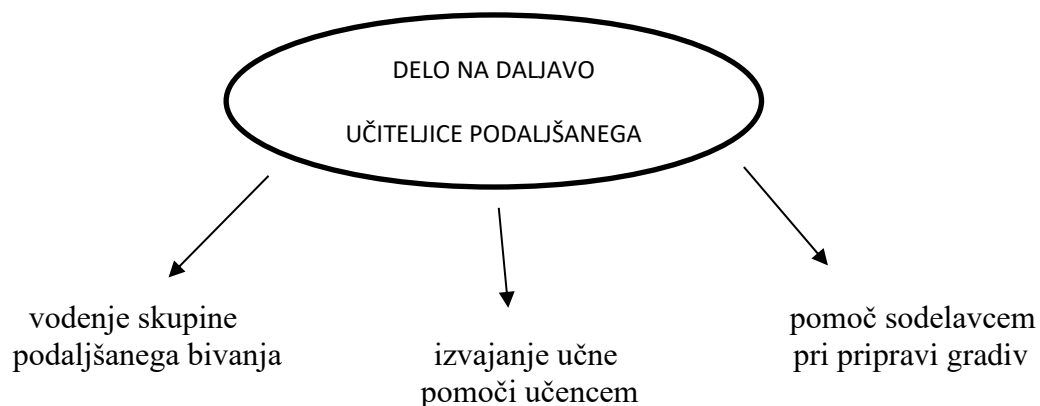 DELO NA DALJAVO
UČITELJICE PODALJŠANEGA
vodenje skupine
podaljšanega bivanja
izvajanje učne
pomoči učencem
pomoč sodelavcem
pri pripravi gradiv